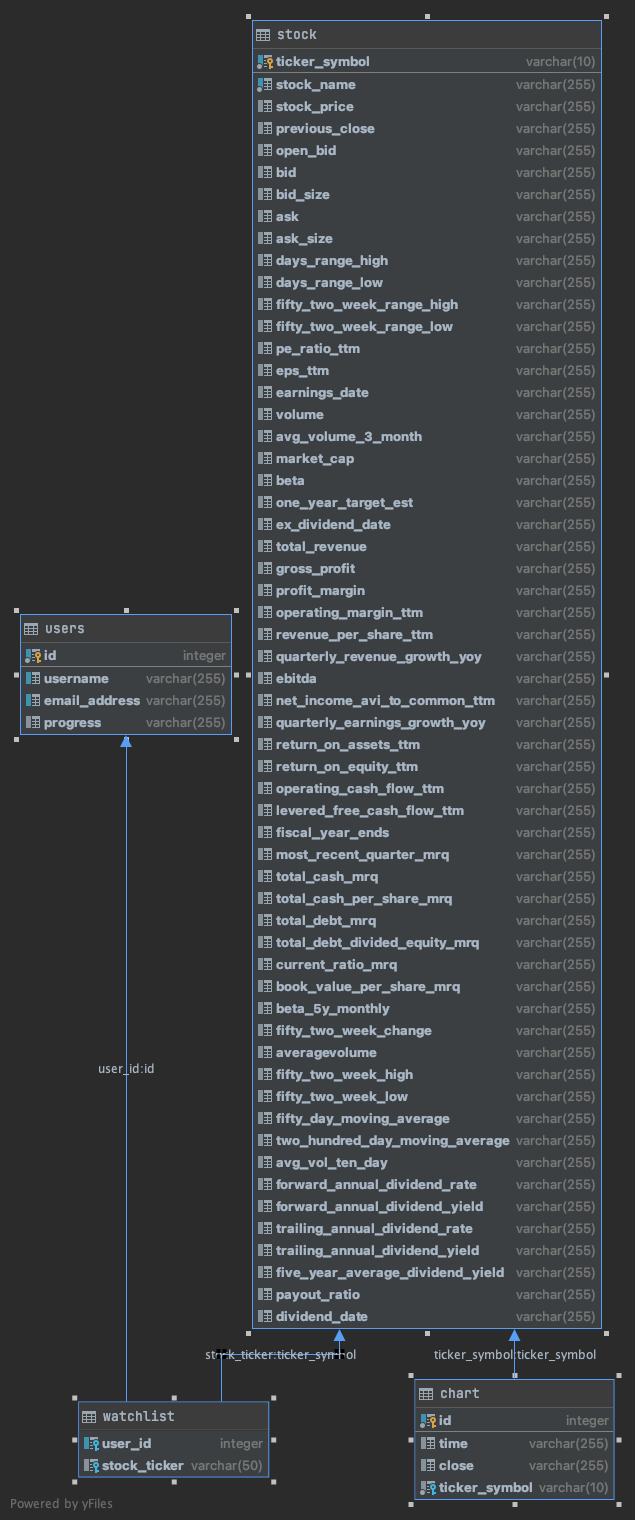 stock
ticker_symbol varchar(10)
stock_name varchar(255)
stock_price varchar(255)
previous_close varchar(255)
open_bid varchar(255)
bid varchar(255)
bid_size varchar(255)
ask varchar(255)
ask_size varchar(255)
days_range_high varchar(255)
days_range_low varchar(255)
fifty_two_week_range_high varchar(255)
fifty_two_week_range_low varchar(255)
pe_ratio_ttm varchar(255)
eps_ttm varchar(255)
earnings_date varchar(255)
volume varchar(255)
avg_volume_3_month varchar(255)
market_cap varchar(255)
beta varchar(255)
one_year_target_est varchar(255)
ex_dividend_date varchar(255)
total_revenue varchar(255)
gross_profit varchar(255)
profit_margin varchar(255)
operating_margin_ttm varchar(255)
revenue_per_share_ttm varchar(255)
quarterly_revenue_growth_yoy varchar(255)
ebitda varchar(255)
net_income_avi_to_common_ttm varchar(255)
quarterly_earnings_growth_yoy varchar(255)
return_on_assets_ttm varchar(255)
return_on_equity_ttm varchar(255)
operating_cash_flow_ttm varchar(255)
levered_free_cash_flow_ttm varchar(255)
fiscal_year_ends varchar(255)
most_recent_quarter_mrq varchar(255)
total_cash_mrq varchar(255)
total_cash_per_share_mrq varchar(255)
total_debt_mrq varchar(255)
total_debt_divided_equity_mrq varchar(255)
current_ratio_mrq varchar(255)
book_value_per_share_mrq varchar(255)
beta_5y_monthly varchar(255)
fifty_two_week_change varchar(255)
averagevolume varchar(255)
fifty_two_week_high varchar(255)
fifty_two_week_low varchar(255)
fifty_day_moving_average varchar(255)
two_hundred_day_moving_average varchar(255)
avg_vol_ten_day varchar(255)
forward_annual_dividend_rate varchar(255)
forward_annual_dividend_yield varchar(255)
trailing_annual_dividend_rate varchar(255)
trailing_annual_dividend_yield varchar(255)
five_year_average_dividend_yield varchar(255)
payout_ratio varchar(255)
dividend_date varchar(255)
users
id integer
username varchar(255)
email_address varchar(255)
progress varchar(255)
user_id:id
stock_ticker:ticker_symbol
ticker_symbol:ticker_symbol
watchlist
user_id integer
stock_ticker varchar(50)
chart
id integer
time varchar(255)
close varchar(255)
ticker_symbol varchar(10)
Powered by yFiles